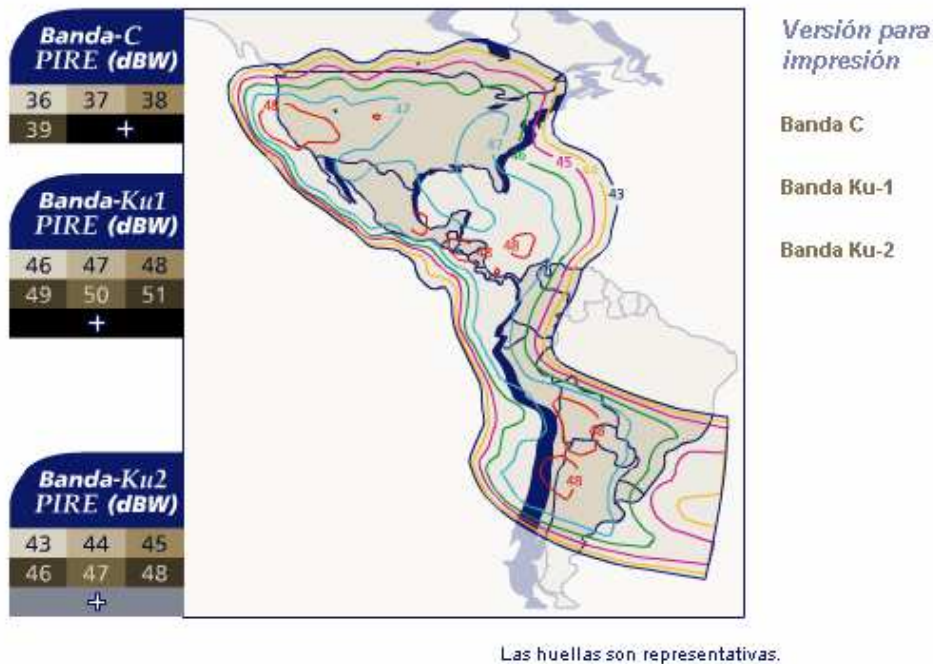 Banda-C
PIRE (dBW)
36 37 38
39 +
Banda-Ku1
PIRE (dBW)
46 47 48
49 50 51
+
Banda-Ku2
PIRE (dBW)
43 44 45
46 47 48
+
48
47
47
46
45
44
43
48
48
48
48
Versión para
impresión
Banda C
Banda Ku-1
Banda Ku-2
Las huellas son representativas.